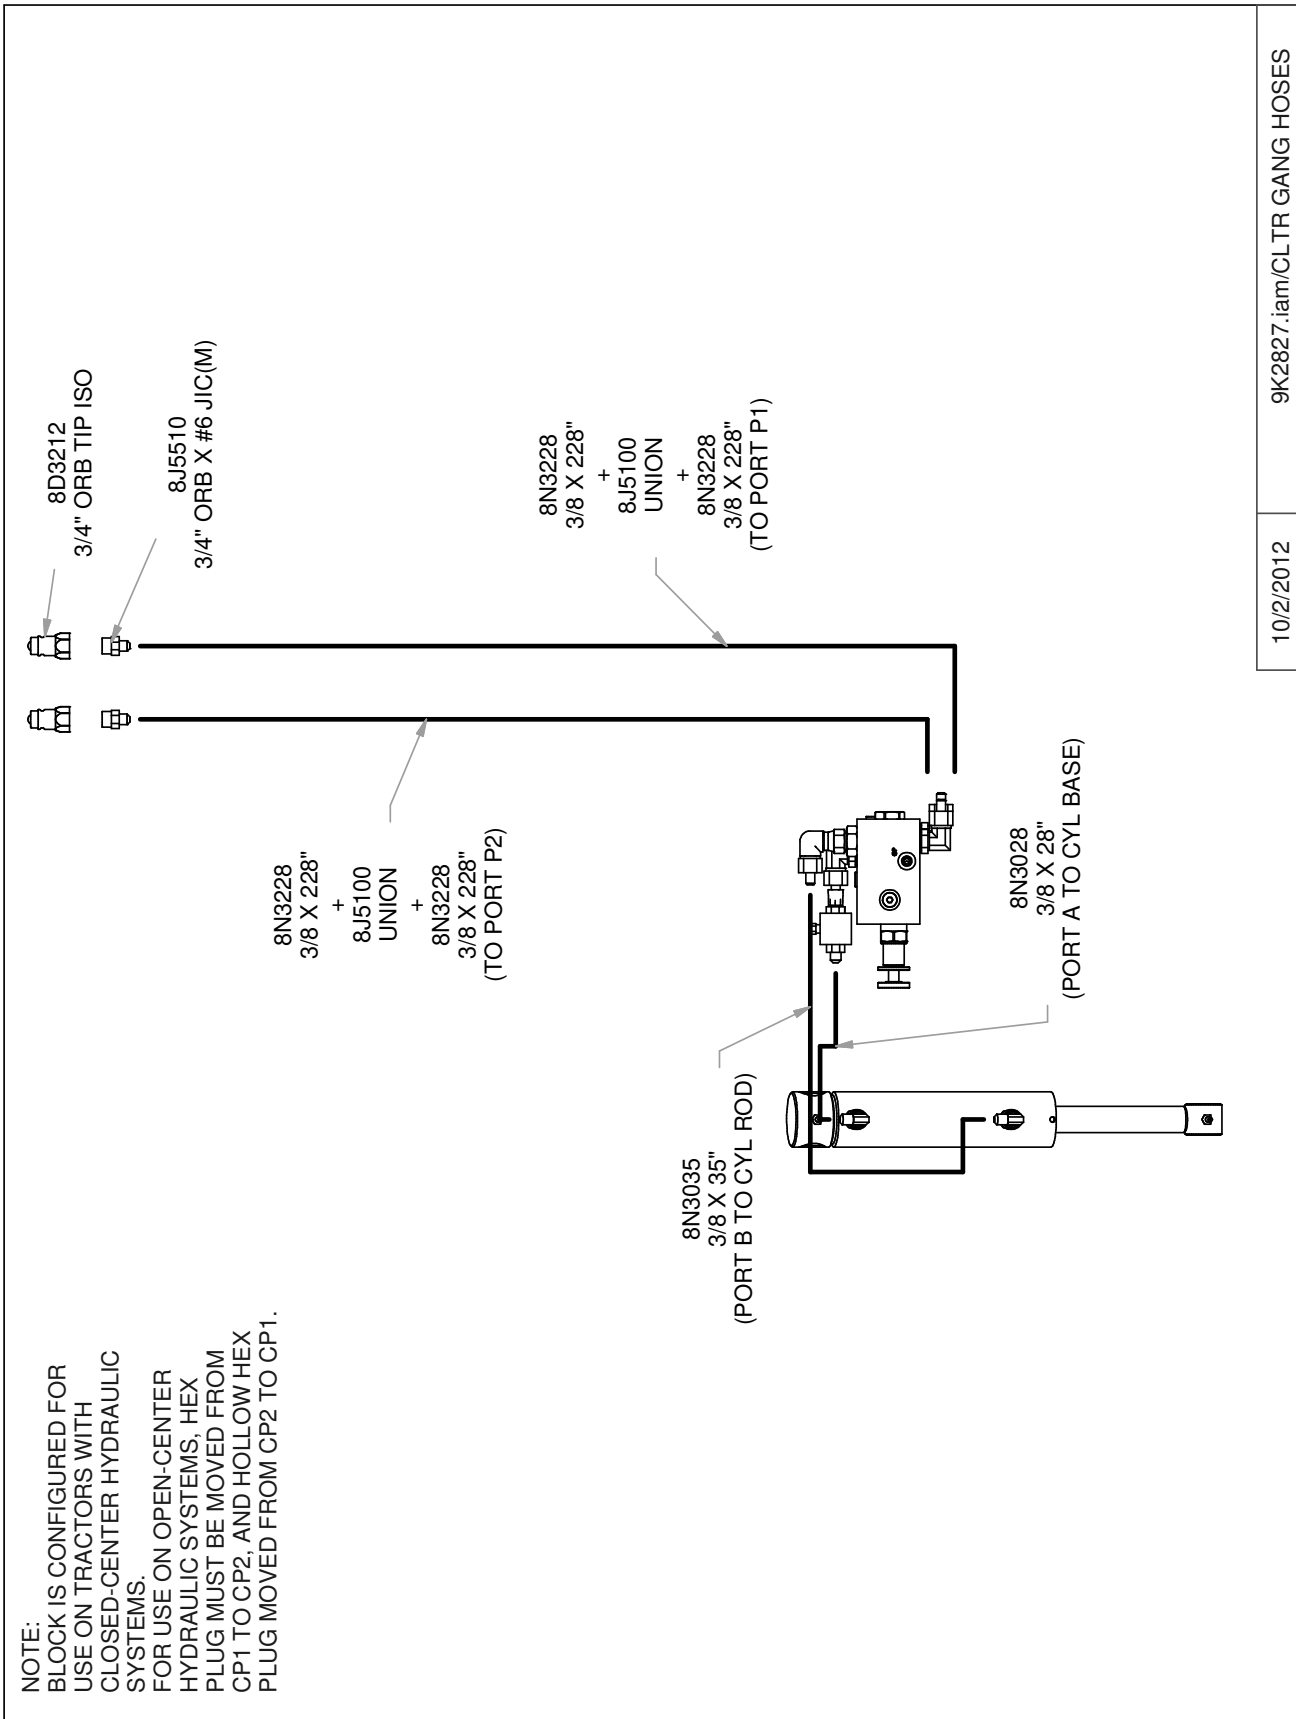 NOTE:
BLOCK IS CONFIGURED FOR
USE ON TRACTORS WITH
CLOSED-CENTER HYDRAULIC
SYSTEMS.
FOR USE ON OPEN-CENTER
HYDRAULIC SYSTEMS, HEX
PLUG MUST BE MOVED FROM
CP1 TO CP2, AND HOLLOW HEX
PLUG MOVED FROM CP2 TO CP1.
8D3212
3/4" ORB TIP ISO
8J5510
3/4" ORB X #6 JIC(M)
8N3228
3/8 X 228"
+
8J5100
UNION
+
8N3228
3/8 X 228"
(TO PORT P2)
8N3228
3/8 X 228"
+
8J5100
UNION
+
8N3228
3/8 X 228"
(TO PORT P1)
8N3035
3/8 X 35"
(PORT B TO CYL ROD)
8N3028
3/8 X 28"
(PORT A TO CYL BASE)
10/2/2012
9K2827.iam/CLTR GANG HOSES